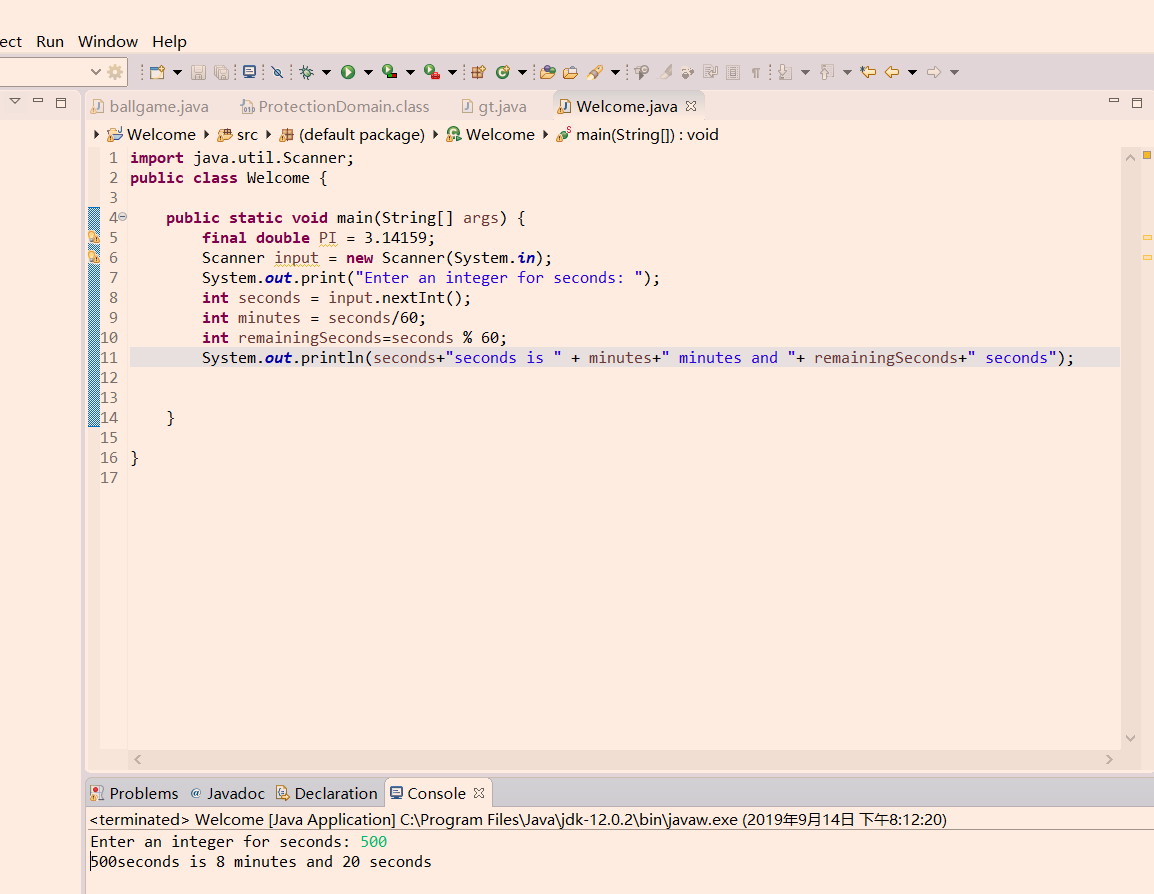 ect Run Window Help
ballgame.java ProtectionDomain.class gt.java Welcome.java
Welcome src (default package) Welcome main(String[]) : void
1 import java.util.Scanner;
2 public class Welcome {
3
4 public static void main(String[] args) {
5 final double PI = 3.14159;
6 Scanner input = new Scanner(System.in);
7 System.out.print("Enter an integer for seconds: ");
8 int seconds = input.nextInt();
9 int minutes = seconds/60;
10 int remainingSeconds=seconds % 60;
11 System.out.println(seconds+"seconds is " + minutes+" minutes and "+ remainingSeconds+" seconds");
12
13
14 }
15
16 }
17
Problems @ Javadoc Declaration Console
<terminated> Welcome [Java Application] C:\Program Files\Java\jdk-12.0.2\bin\javaw.exe (2019年9月14日 下午8:12:20)
Enter an integer for seconds: 500
500seconds is 8 minutes and 20 seconds